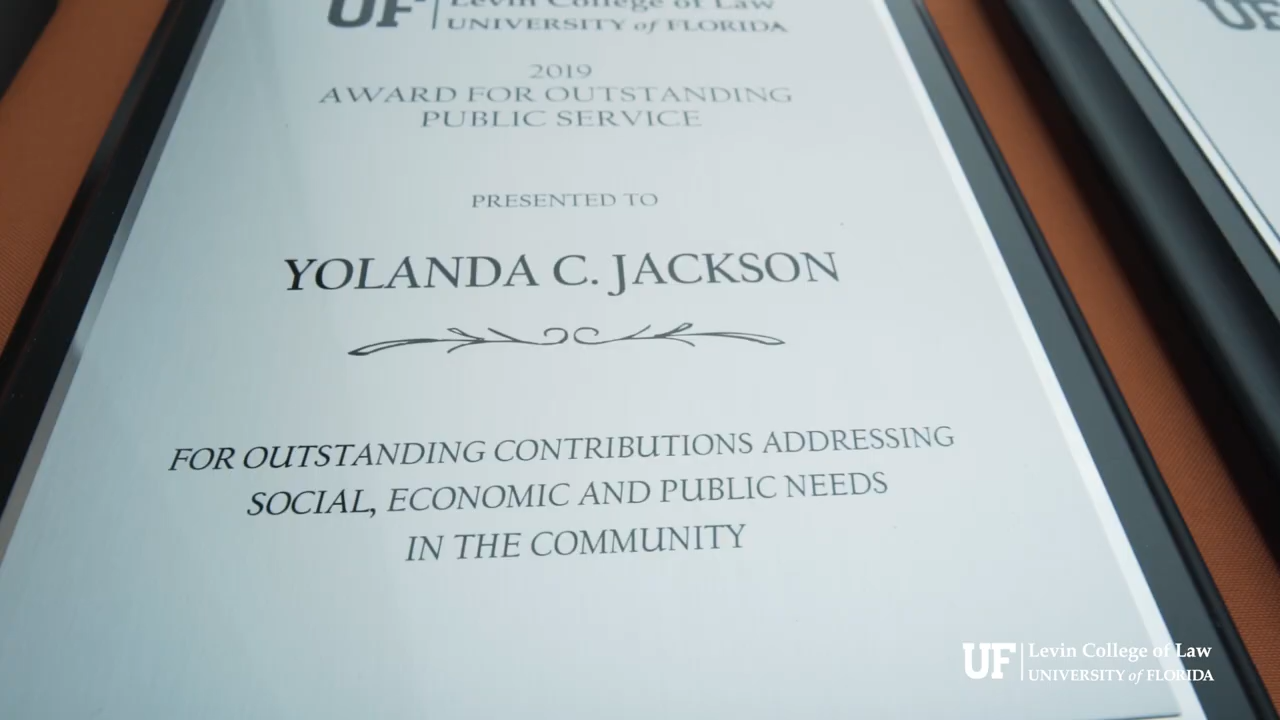 UF Levin College of Law
UNIVERSITY of FLORIDA
2019
AWARD FOR OUTSTANDING
PUBLIC SERVICE
PRESENTED TO
YOLANDA C. JACKSON
FOR OUTSTANDING CONTRIBUTIONS ADDRESSING
SOCIAL, ECONOMIC AND PUBLIC NEEDS
IN THE COMMUNITY
UF Levin College of Law
UNIVERSITY of FLORIDA